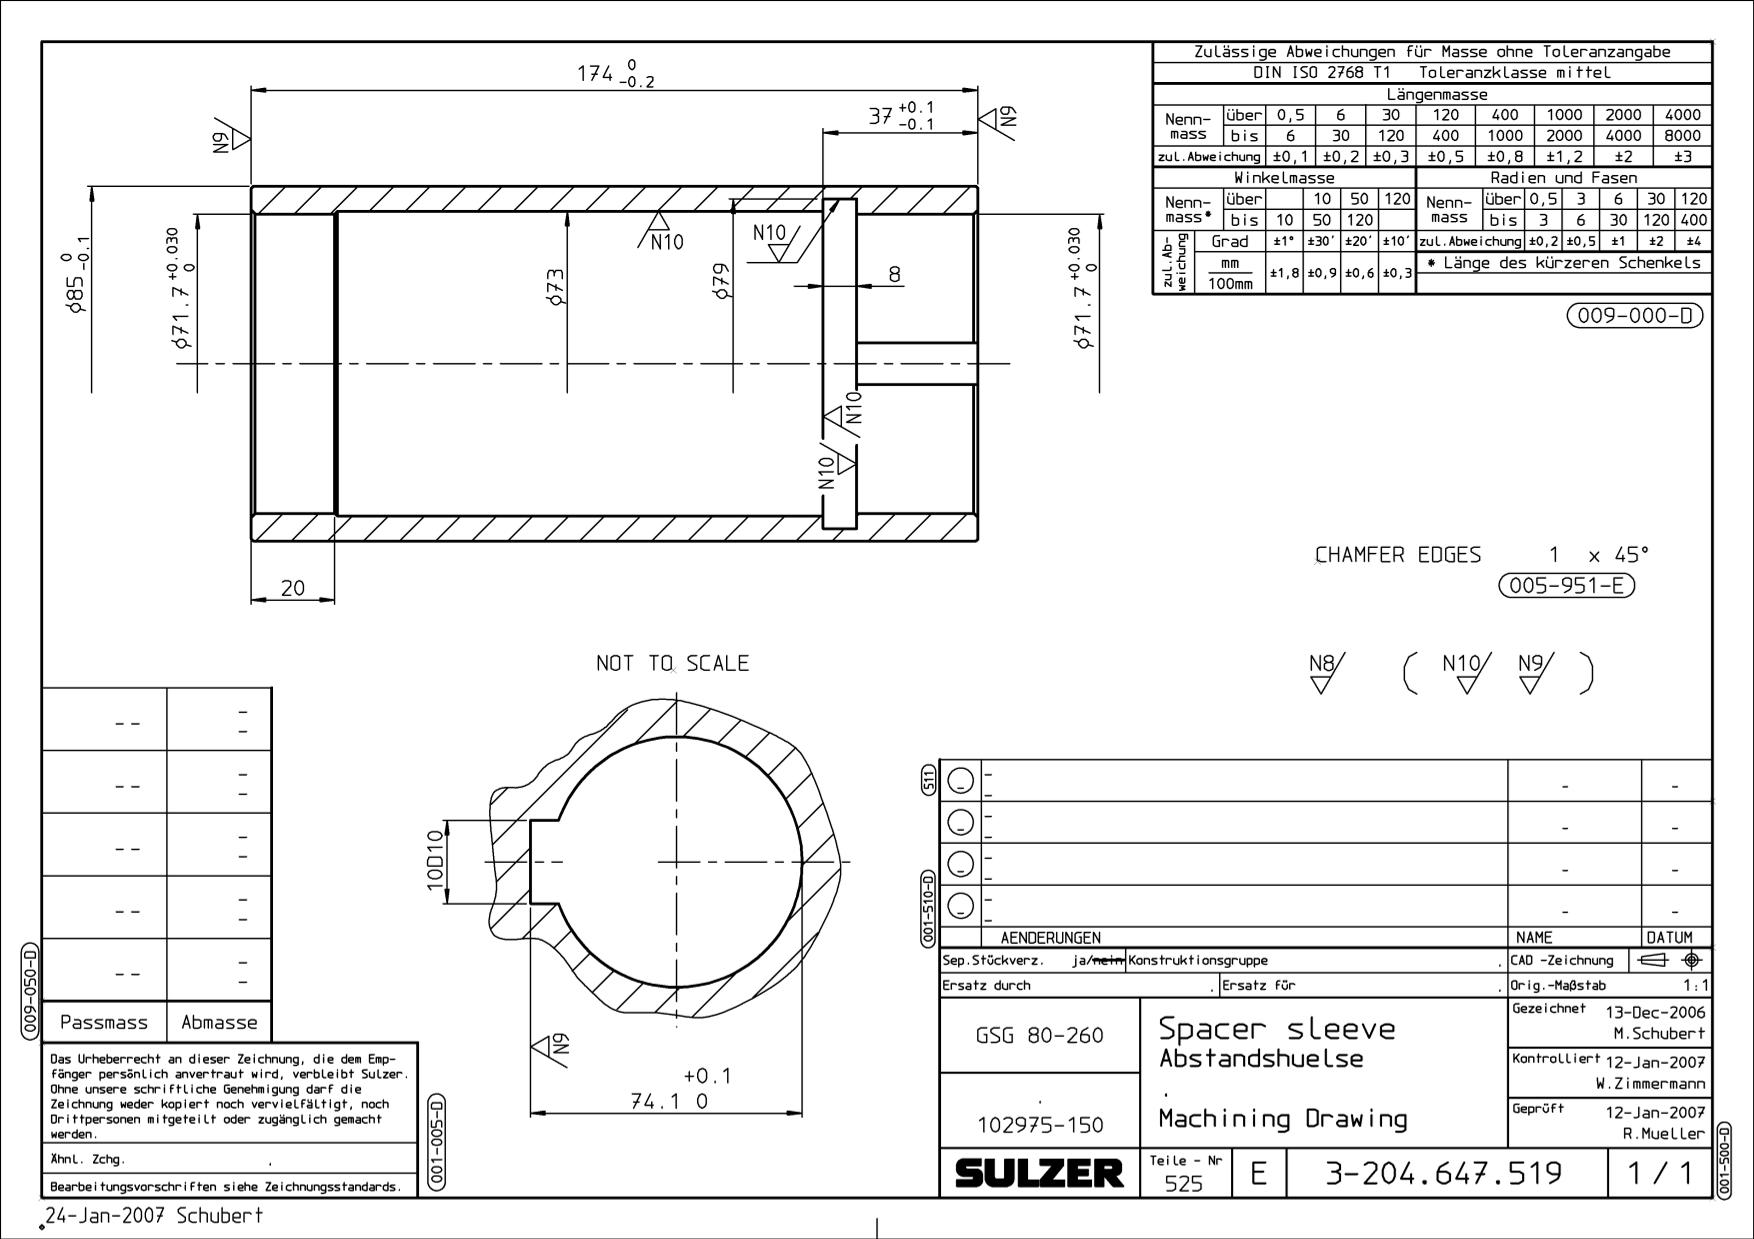 174 0 -0.2
37 +0.1 -0.1
N9
N9
N10
N10
N10
N10
ϕ85 0 -0.1
ϕ71.7 +0.030 0
ϕ73
ϕ79
8
ϕ71.7 +0.030 0
20
Zulässige Abweichungen für Masse ohne Toleranzangabe
DIN ISO 2768 T1 Toleranzklasse mittel
Längenmasse
Nenn-mass über 0,5 6 30 120 400 1000 2000 4000
bis 6 30 120 400 1000 2000 4000 8000
zul.Abweichung ±0,1 ±0,2 ±0,3 ±0,5 ±0,8 ±1,2 ±2 ±3
Winkelmasse
Nenn-mass* über 10 50 120
bis 10 50 120
zul.Ab-weichung Grad ±1° ±30′ ±20′ ±10′
mm
100mm
±1,8 ±0,9 ±0,6 ±0,3
Radien und Fasen
Nenn-mass über 0,5 3 6 30 120
bis 3 6 30 120 400
zul.Abweichung ±0,2 ±0,5 ±1 ±2 ±4
* Länge des kürzeren Schenkels
009-000-D
CHAMFER EDGES 1 x 45°
005-951-E
N8 ( N10 N9 )
NOT TO SCALE
10D10
N9
+0.1
74.1 0
-- - -
-- - -
-- - -
-- - -
-- - -
Passmass Abmasse
009-050-D
Das Urheberrecht an dieser Zeichnung, die dem Emp-
fänger persönlich anvertraut wird, verbleibt Sulzer.
Ohne unsere schriftliche Genehmigung darf die
Zeichnung weder kopiert noch vervielfältigt, noch
Drittpersonen mitgeteilt oder zugänglich gemacht
werden.
Ähnl. Zchg. .
Bearbeitungsvorschriften siehe Zeichnungsstandards.
001-005-D
24-Jan-2007 Schubert
511
001-510-D
- - - - -
- - - - -
- - - - -
- - - - -
AENDERUNGEN NAME DATUM
Sep.Stückverz. ja/nein Konstruktionsgruppe . CAD -Zeichnung
Ersatz durch . Ersatz für . Orig.-Maßstab 1:1
GSG 80-260
.
102975-150
Spacer sleeve
Abstandshuelse
.
Machining Drawing
Gezeichnet 13-Dec-2006
M.Schubert
Kontrolliert 12-Jan-2007
W.Zimmermann
Geprüft 12-Jan-2007
R.Mueller
SULZER
Teile - Nr
525
E
3-204.647.519
1 / 1
001-500-D